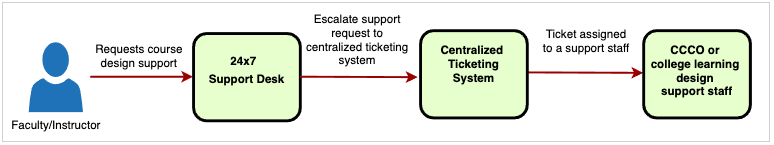 Faculty/Instructor
Requests course
design support
24x7
Support Desk
Escalate support
request to
centralized ticketing
system
Centralized
Ticketing
System
Ticket assigned
to a support staff
CCCO or
college learning
design
support staff